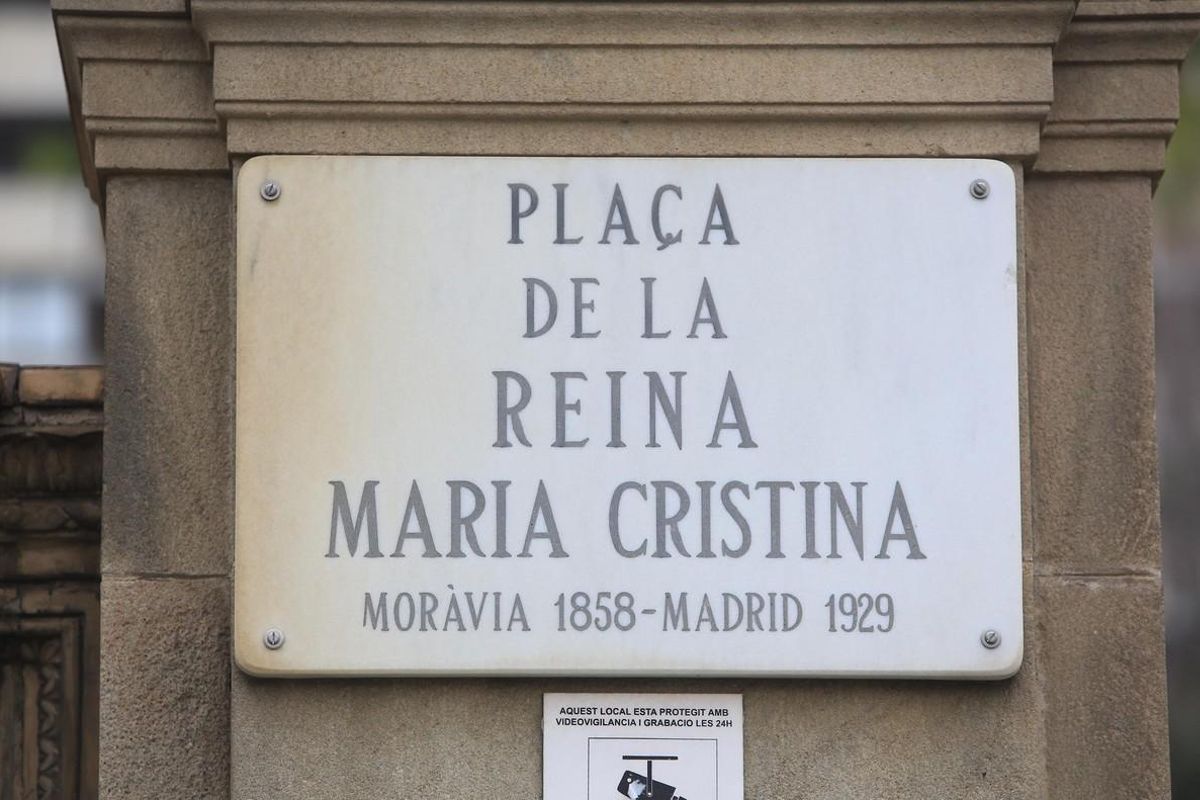 PLAÇA
DE LA
REINA
MARIA CRISTINA
MORÀVIA 1858-MADRID 1929
AQUEST LOCAL ESTA PROTEGIT AMB
VIDEOVIGILANCIA I GRABACIO LES 24H